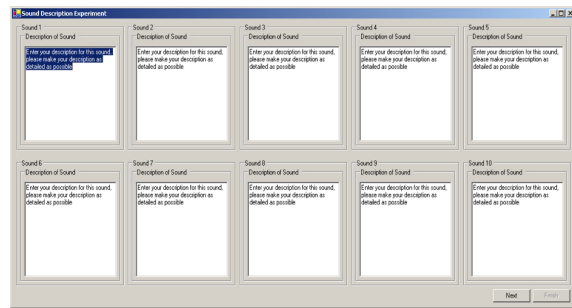 Sound Description Experiment
Sound 1
Description of Sound
Enter your description for this sound,
please make your description as
detailed as possible
Sound 2
Description of Sound
Enter your description for this sound,
please make your description as
detailed as possible
Sound 3
Description of Sound
Enter your description for this sound,
please make your description as
detailed as possible
Sound 4
Description of Sound
Enter your description for this sound,
please make your description as
detailed as possible
Sound 5
Description of Sound
Enter your description for this sound,
please make your description as
detailed as possible
Sound 6
Description of Sound
Enter your description for this sound,
please make your description as
detailed as possible
Sound 7
Description of Sound
Enter your description for this sound,
please make your description as
detailed as possible
Sound 8
Description of Sound
Enter your description for this sound,
please make your description as
detailed as possible
Sound 9
Description of Sound
Enter your description for this sound,
please make your description as
detailed as possible
Sound 10
Description of Sound
Enter your description for this sound,
please make your description as
detailed as possible
Next
Finish